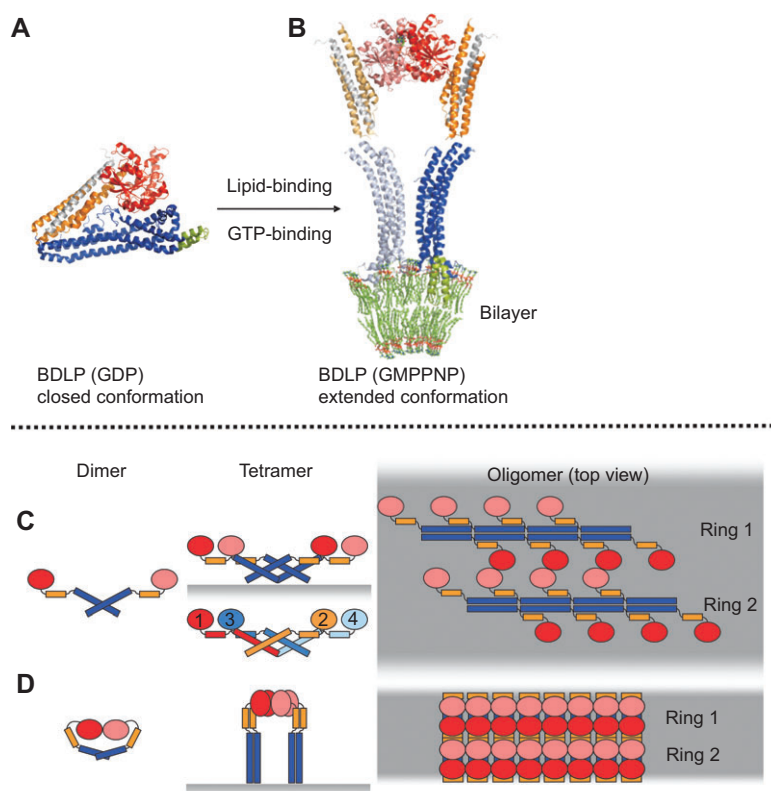 A
B
Lipid-binding
GTP-binding
Bilayer
BDLP (GDP)
closed conformation
BDLP (GMPPNP)
extended conformation
Dimer
Tetramer
Oligomer (top view)
C
Ring 1
Ring 2
1 3 2 4
D
Ring 1
Ring 2